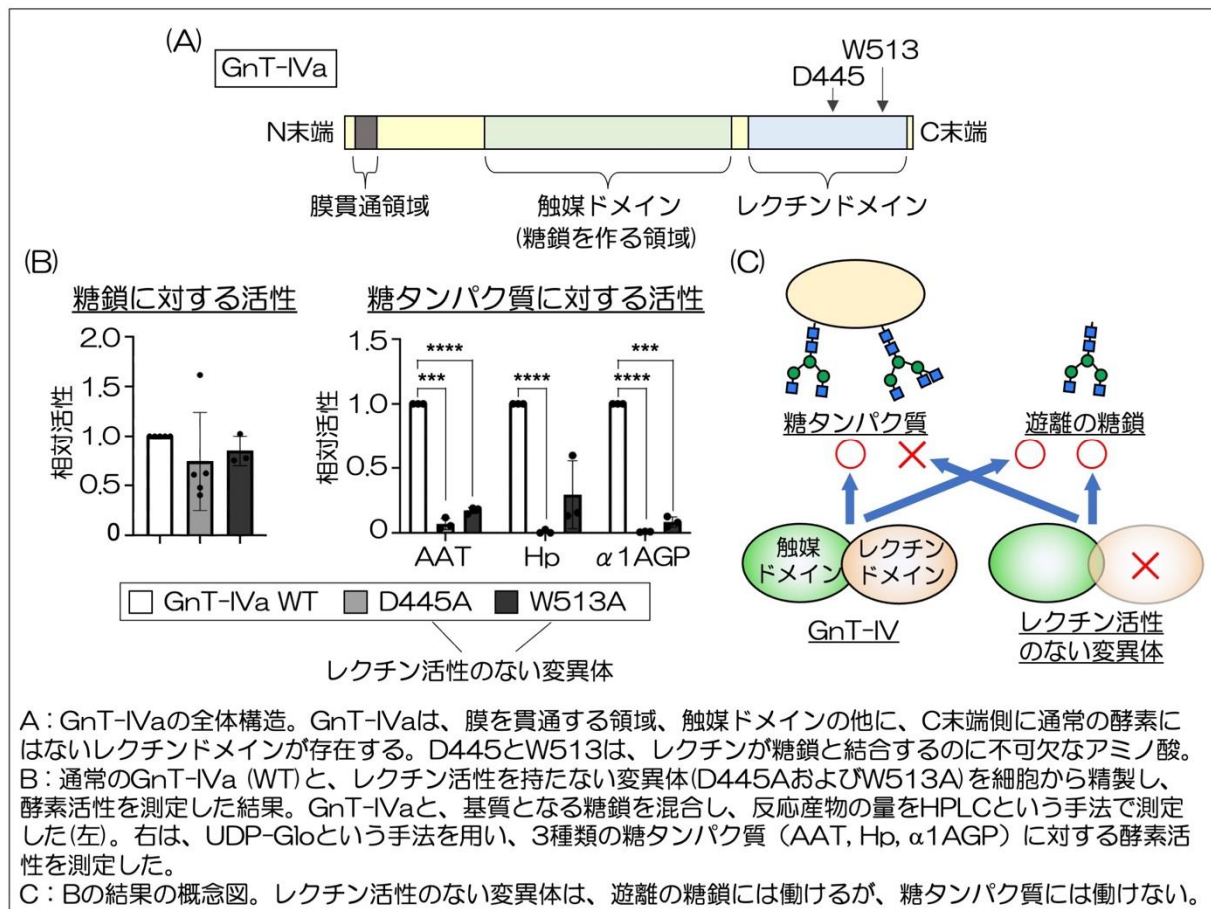 (A)
GnT-IVa
W513
D445
N末端
C末端
膜貫通領域
触媒ドメイン
(糖鎖を作る領域)
レクチンドメイン
(B)
糖鎖に対する活性
相対活性
2.0
1.5
1.0
0.5
0
糖タンパク質に対する活性
相対活性
1.5
1.0
0.5
0
****
***
****
***
****
AAT
Hp
α1AGP
GnT-IVa WT
D445A
W513A
レクチン活性のない変異体
(C)
糖タンパク質
遊離の糖鎖
触媒
ドメイン
レクチン
ドメイン
GnT-IV
レクチン活性
のない変異体
A：GnT-IVaの全体構造。GnT-IVaは、膜を貫通する領域、触媒ドメインの他に、C末端側に通常の酵素に
はないレクチンドメインが存在する。D445とW513は、レクチンが糖鎖と結合するのに不可欠なアミノ酸。
B：通常のGnT-IVa (WT)と、レクチン活性を持たない変異体(D445AおよびW513A)を細胞から精製し、
酵素活性を測定した結果。GnT-IVaと、基質となる糖鎖を混合し、反応産物の量をHPLCという手法で測定
した(左)。右は、UDP-Gloという手法を用い、3種類の糖タンパク質（AAT, Hp, α1AGP）に対する酵素活
性を測定した。
C：Bの結果の概念図。レクチン活性のない変異体は、遊離の糖鎖には働けるが、糖タンパク質には働けない。